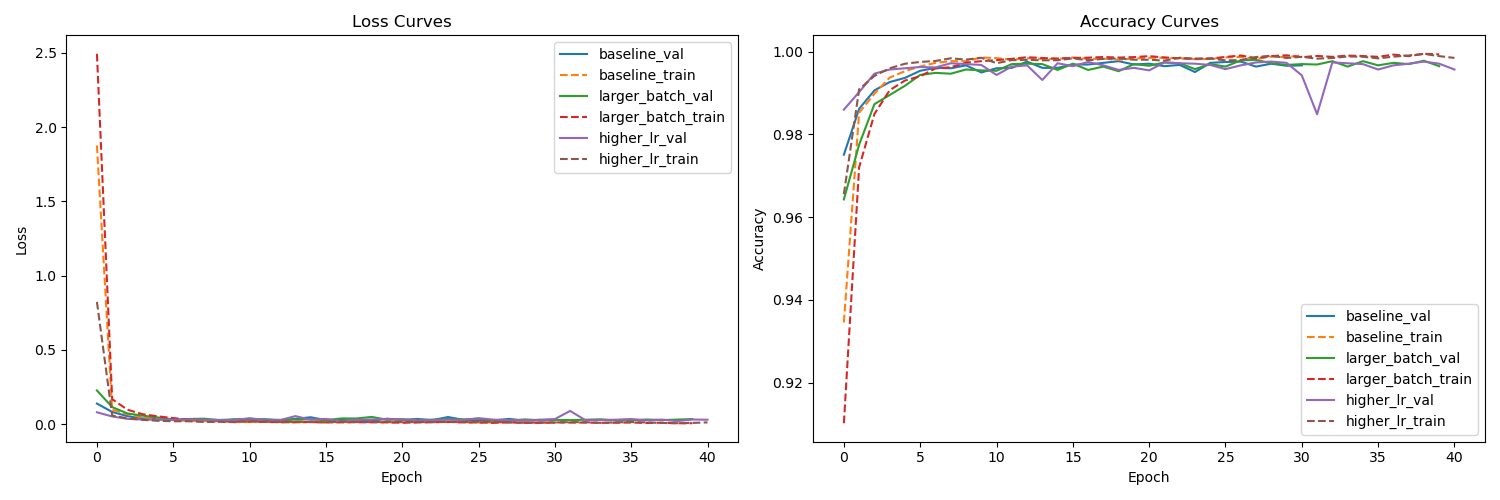 Loss Curves
2.5
2.0
1.5
1.0
0.5
0.0
Loss
0 5 10 15 20 25 30 35 40
Epoch
baseline_val
baseline_train
larger_batch_val
larger_batch_train
higher_lr_val
higher_lr_train
Accuracy Curves
1.00
0.98
0.96
0.94
0.92
Accuracy
0 5 10 15 20 25 30 35 40
Epoch
baseline_val
baseline_train
larger_batch_val
larger_batch_train
higher_lr_val
higher_lr_train